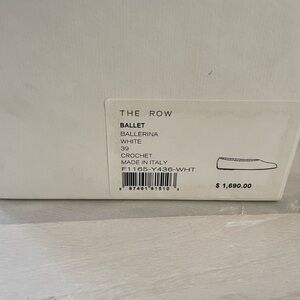 THE ROW
BALLET
BALLERINA
WHITE
39
CROCHET
MADE IN ITALY
F1165-Y436-WHT
$ 1,690.00